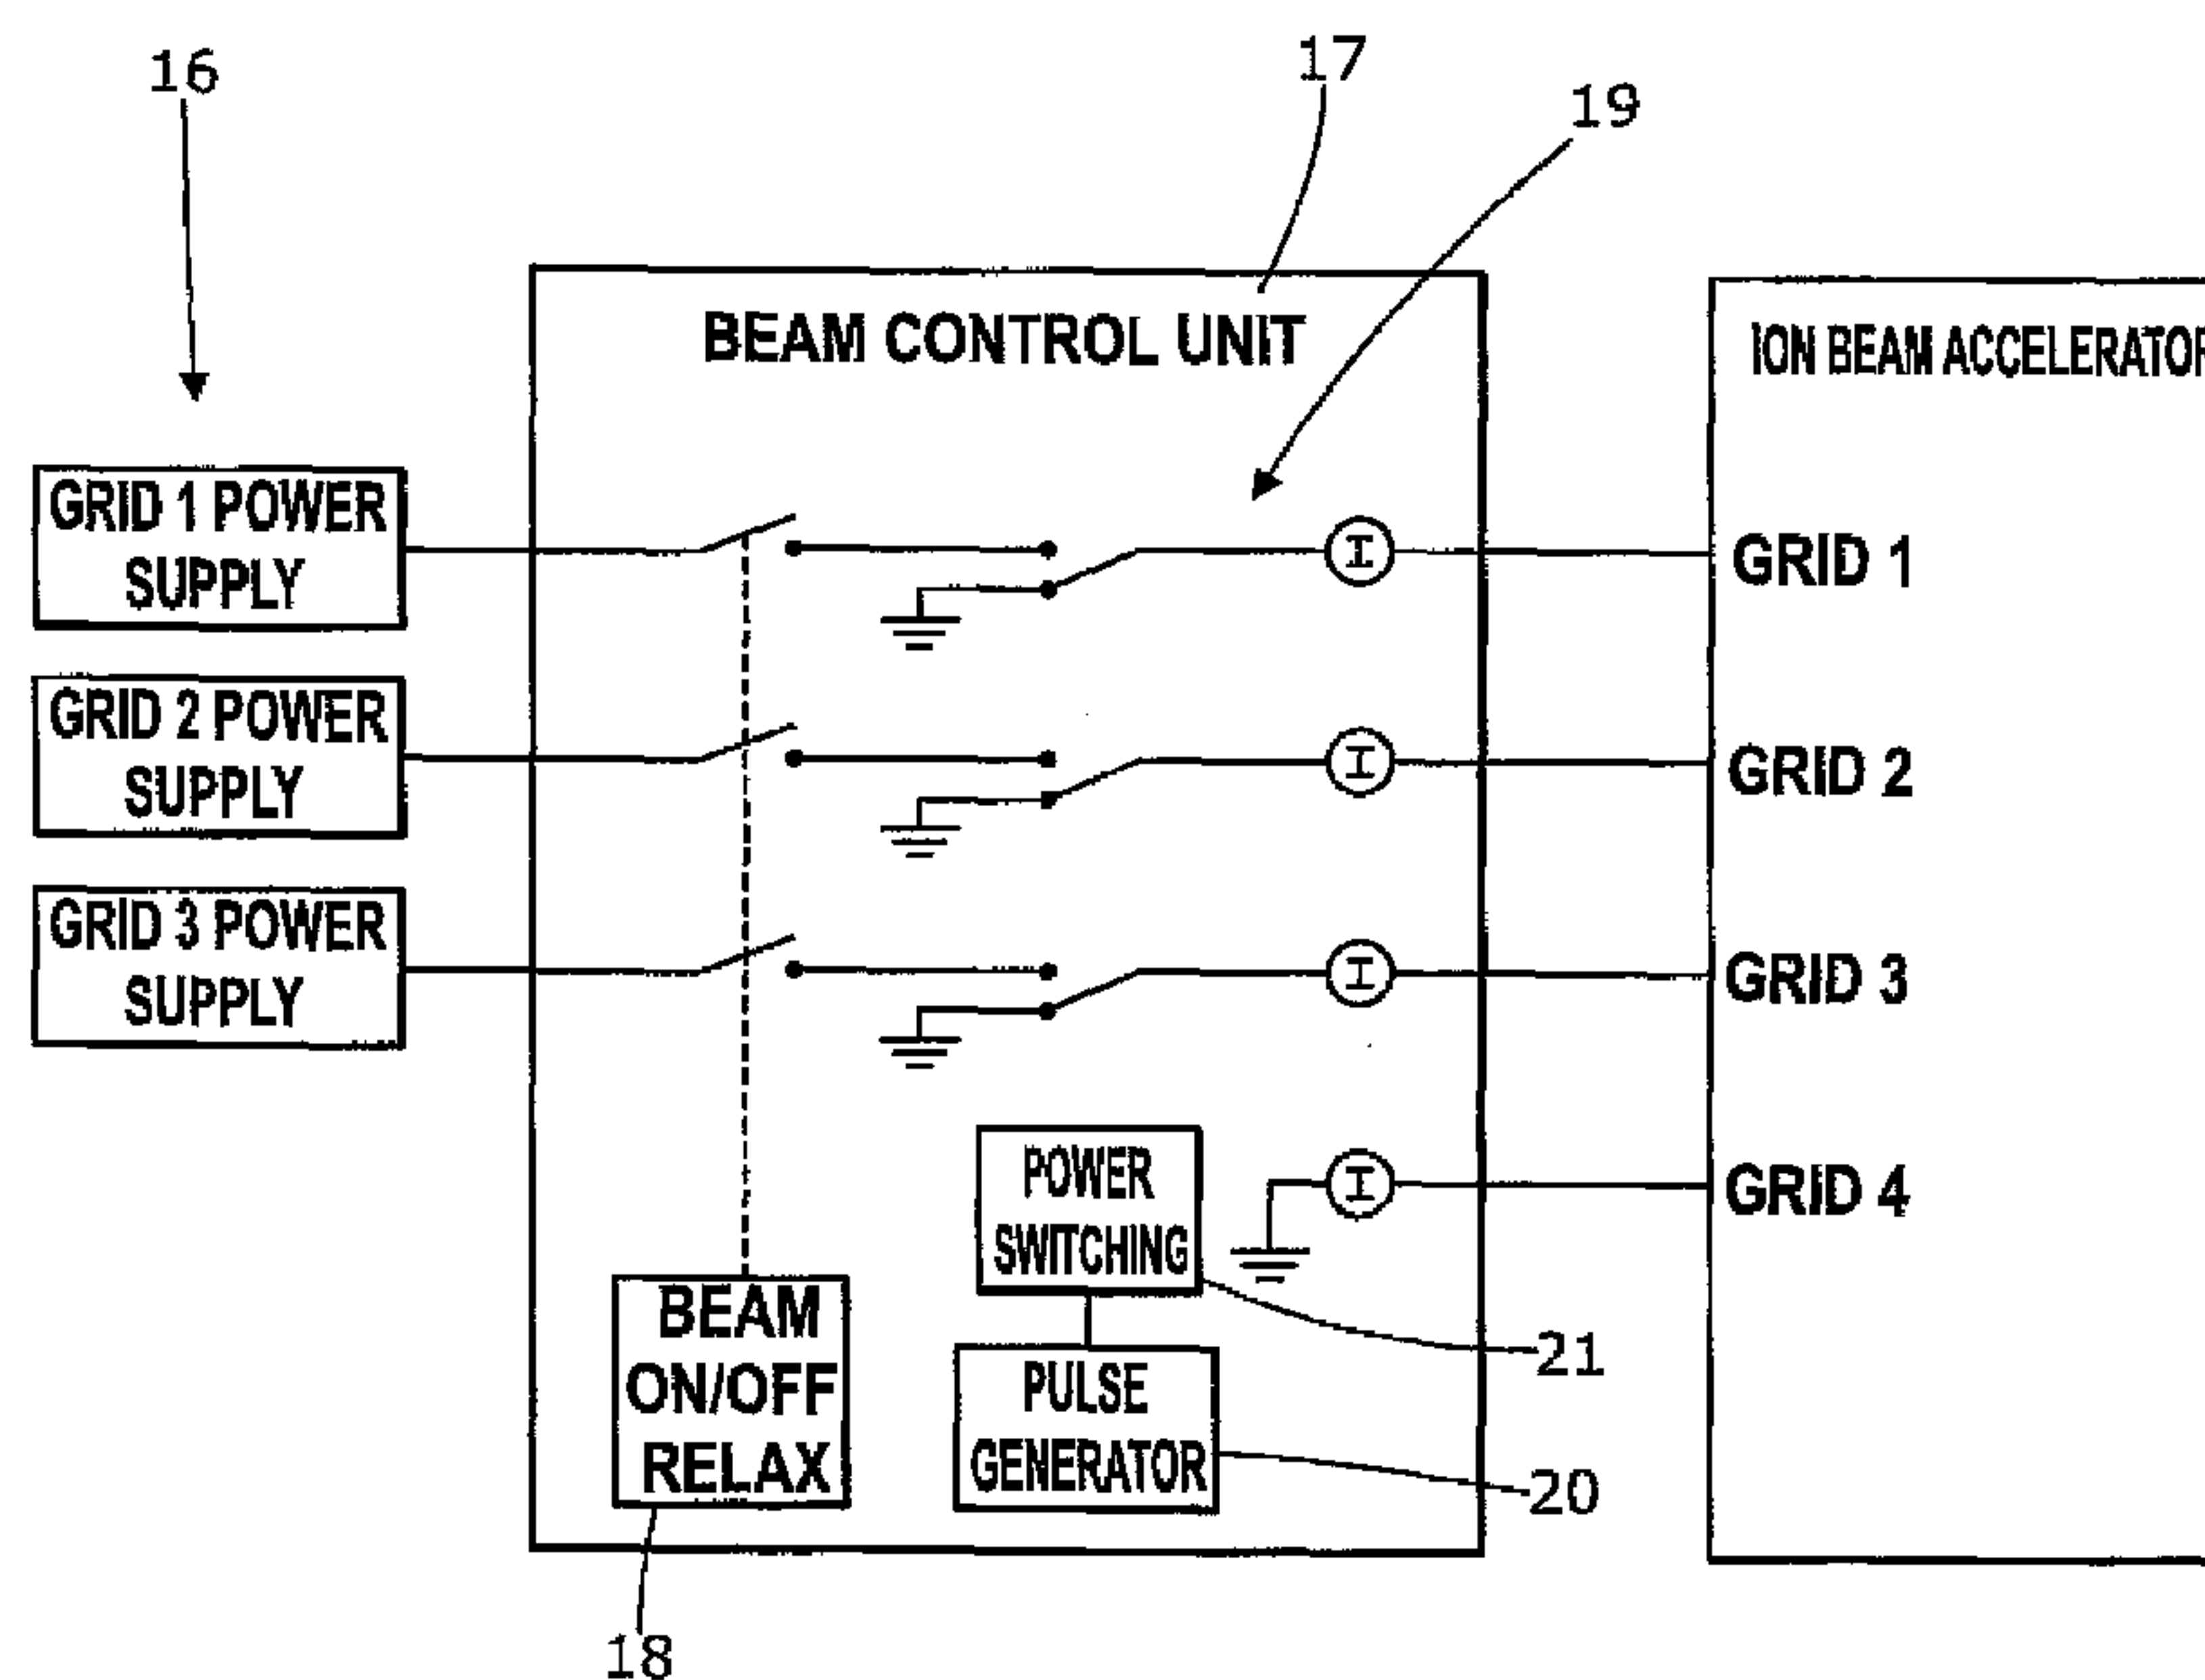 16
17
19
BEAM CONTROL UNIT
ION BEAM ACCELERATOR
GRID 1 POWER
SUPPLY
I
GRID 1
GRID 2 POWER
SUPPLY
I
GRID 2
GRID 3 POWER
SUPPLY
I
GRID 3
POWER
SWITCHING
I
GRID 4
BEAM
ON/OFF
RELAX
PULSE
GENERATOR
21
20
18